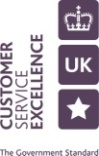 CUSTOMER
SERVICE
EXCELLENCE
UK
The Government Standard